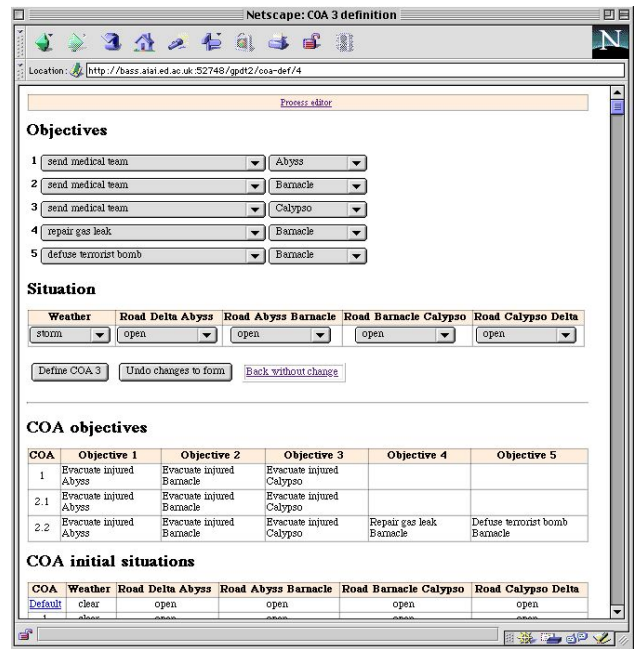 Netscape: COA 3 definition
Location: http://bass.aiai.ed.ac.uk:52748/gpdt2/coa-def/4
Process editor
Objectives
1 send medical team Abyss
2 send medical team Barnacle
3 send medical team Calypso
4 repair gas leak Barnacle
5 defuse terrorist bomb Barnacle
Situation
Weather Road Delta Abyss Road Abyss Barnacle Road Barnacle Calypso Road Calypso Delta
storm open open open open
Define COA 3 Undo changes to form Back without change
COA objectives
COA Objective 1 Objective 2 Objective 3 Objective 4 Objective 5
1 Evacuate injured Abyss Evacuate injured Barnacle Evacuate injured Calypso
2.1 Evacuate injured Abyss Evacuate injured Barnacle Evacuate injured Calypso
2.2 Evacuate injured Abyss Evacuate injured Barnacle Evacuate injured Calypso Repair gas leak Barnacle Defuse terrorist bomb Barnacle
COA initial situations
COA Weather Road Delta Abyss Road Abyss Barnacle Road Barnacle Calypso Road Calypso Delta
Default clear open open open open